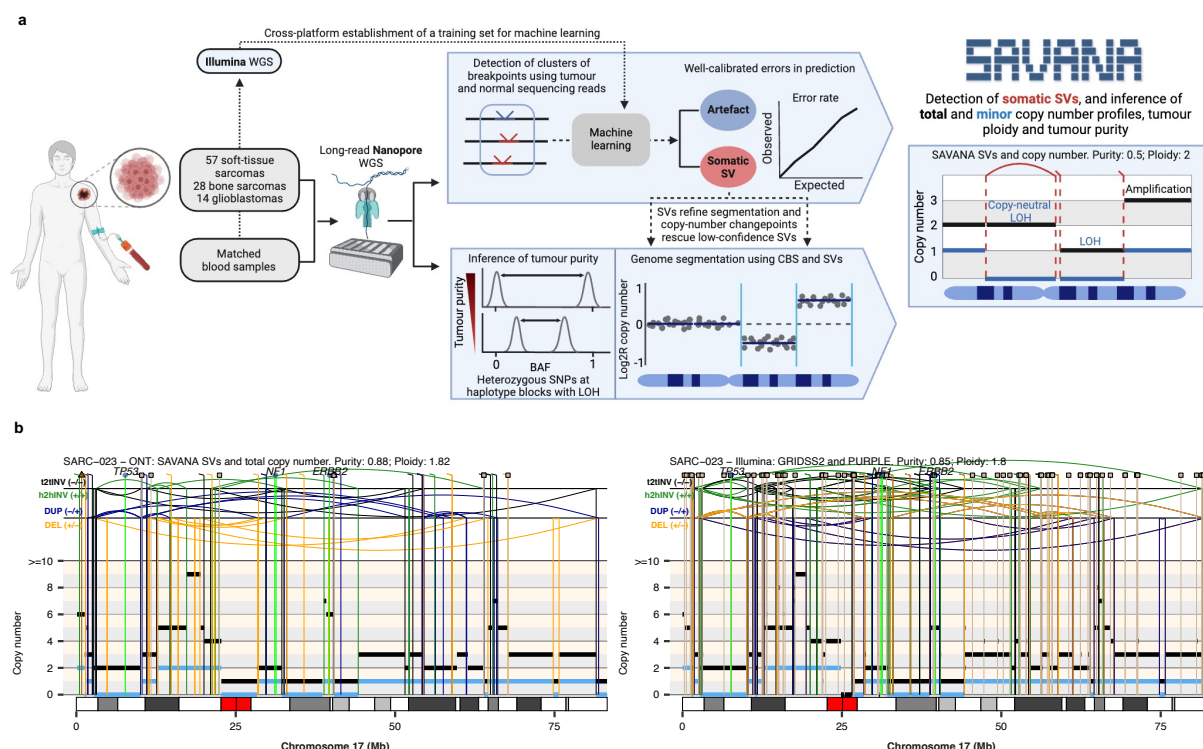 a
Cross-platform establishment of a training set for machine learning
Illumina WGS
57 soft-tissue
sarcomas
28 bone sarcomas
14 glioblastomas
Matched
blood samples
Long-read Nanopore
WGS
Detection of clusters of
breakpoints using tumour
and normal sequencing reads
Machine
learning
Well-calibrated errors in prediction
Artefact
Somatic
SV
Error rate
Observed
Expected
SVs refine segmentation and
copy-number changepoints
rescue low-confidence SVs
Inference of tumour purity
Tumour purity
0
BAF
1
Heterozygous SNPs at
haplotype blocks with LOH
Genome segmentation using CBS and SVs
Log2R copy number
1
0
-1
SAVANA
Detection of somatic SVs, and inference of
total and minor copy number profiles, tumour
ploidy and tumour purity
SAVANA SVs and copy number. Purity: 0.5; Ploidy: 2
Copy number
3
2
1
0
Copy-neutral
LOH
LOH
Amplification
b
SARC-023 – ONT: SAVANA SVs and total copy number. Purity: 0.88; Ploidy: 1.82
TP53
NF1
ERBB2
t2tINV (–/–)
h2hINV (+/+)
DUP (–/+)
DEL (+/–)
>=10
8
6
4
2
0
Copy number
0
25
50
75
Chromosome 17 (Mb)
SARC-023 – Illumina: GRIDSS2 and PURPLE. Purity: 0.85; Ploidy: 1.8
TP53
NF1
ERBB2
t2tINV (–/–)
h2hINV (+/+)
DUP (–/+)
DEL (+/–)
>=10
8
6
4
2
0
Copy number
0
25
50
75
Chromosome 17 (Mb)